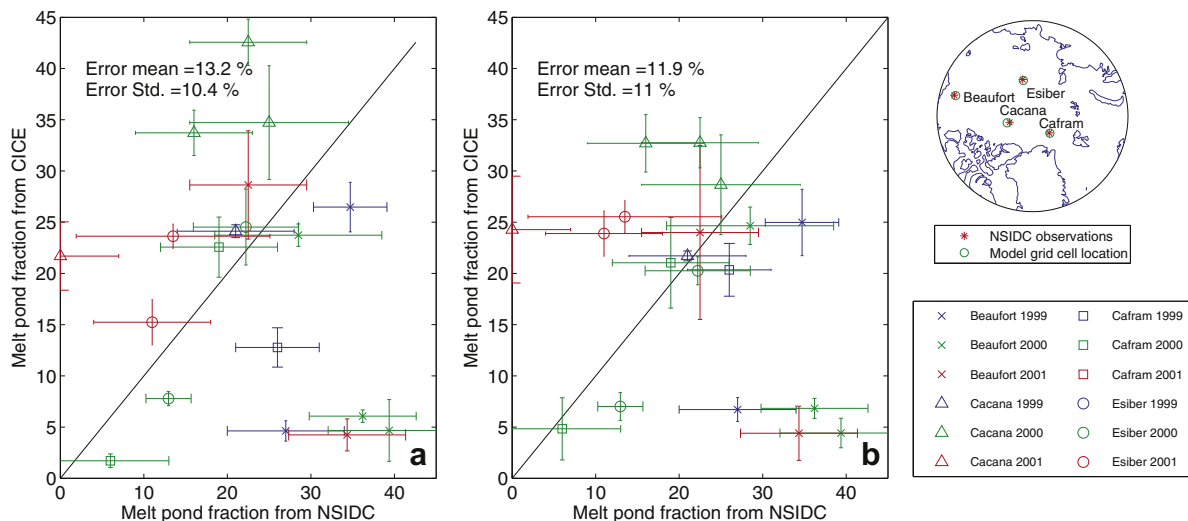 45
40
35
30
25
20
15
10
5
0
Melt pond fraction from CICE
Error mean =13.2 %
Error Std. =10.4 %
a
0 10 20 30 40
Melt pond fraction from NSIDC
45
40
35
30
25
20
15
10
5
0
Melt pond fraction from CICE
Error mean =11.9 %
Error Std. =11 %
b
0 10 20 30 40
Melt pond fraction from NSIDC
Esiber
Beaufort
Cacana
Cafram
NSIDC observations
Model grid cell location
Beaufort 1999 Cafram 1999
Beaufort 2000 Cafram 2000
Beaufort 2001 Cafram 2001
Cacana 1999 Esiber 1999
Cacana 2000 Esiber 2000
Cacana 2001 Esiber 2001